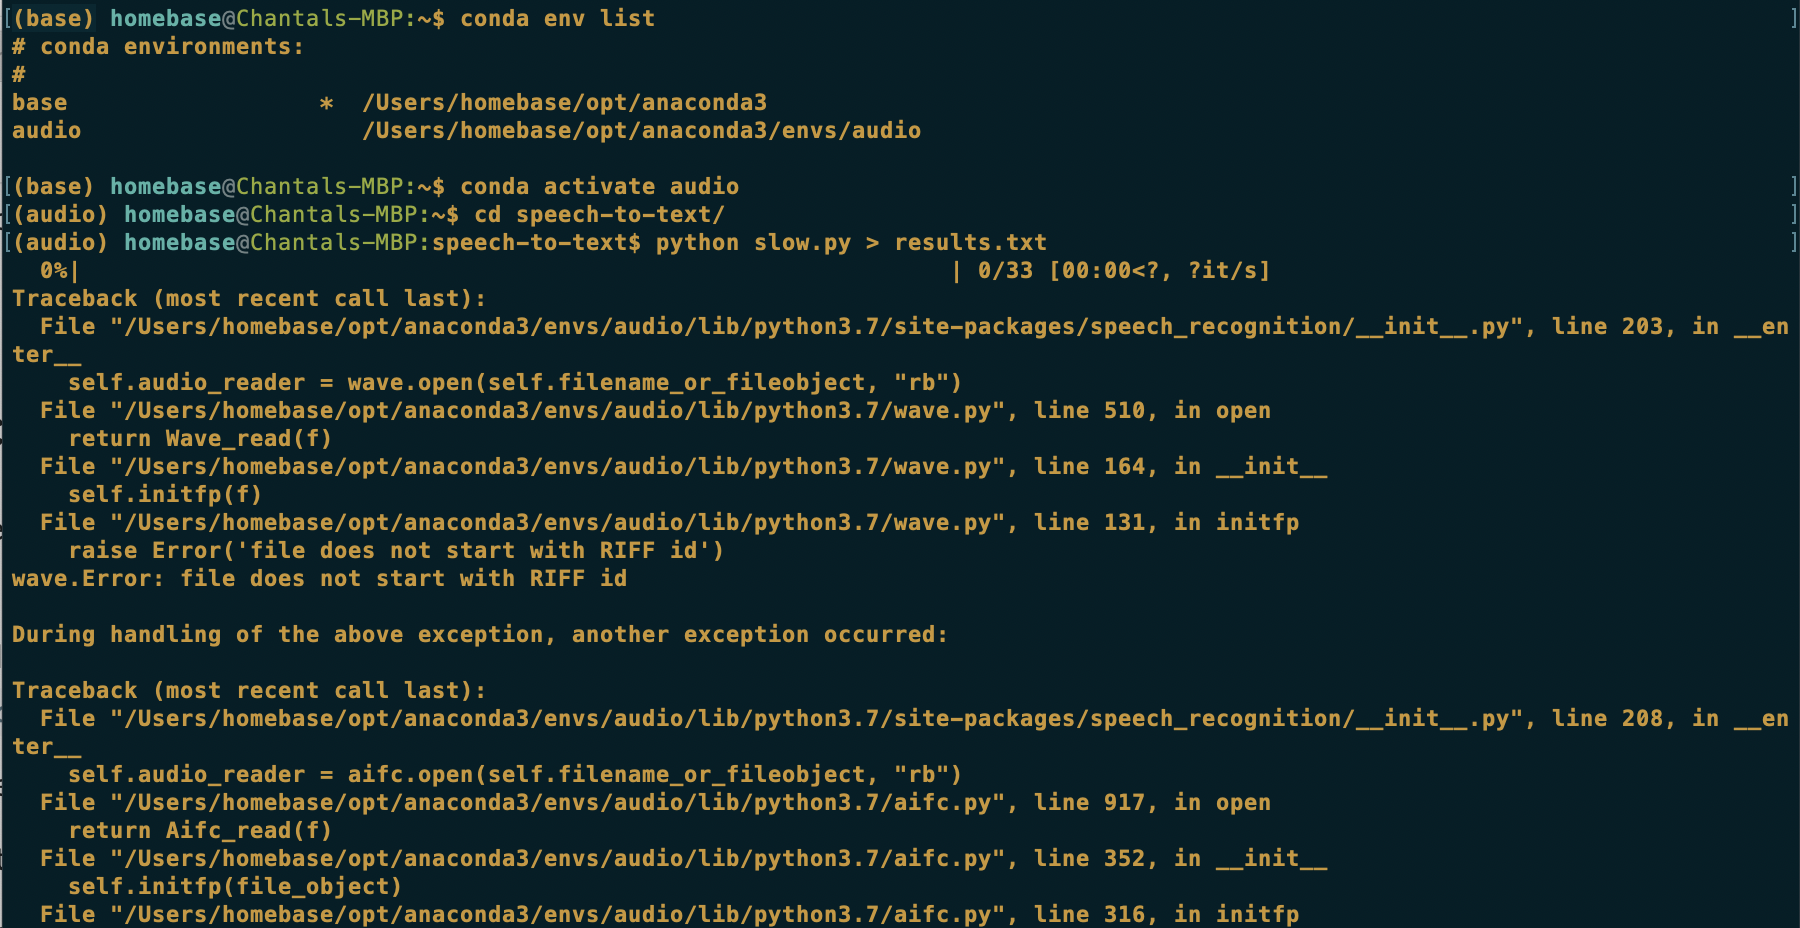 [(base) homebase@Chantals-MBP:~$ conda env list ]
# conda environments:
#
base                  *  /Users/homebase/opt/anaconda3
audio                    /Users/homebase/opt/anaconda3/envs/audio

[(base) homebase@Chantals-MBP:~$ conda activate audio ]
[(audio) homebase@Chantals-MBP:~$ cd speech-to-text/ ]
[(audio) homebase@Chantals-MBP:speech-to-text$ python slow.py > results.txt ]
  0%|                                                               | 0/33 [00:00<?, ?it/s]
Traceback (most recent call last):
  File "/Users/homebase/opt/anaconda3/envs/audio/lib/python3.7/site-packages/speech_recognition/__init__.py", line 203, in __en
ter__
    self.audio_reader = wave.open(self.filename_or_fileobject, "rb")
  File "/Users/homebase/opt/anaconda3/envs/audio/lib/python3.7/wave.py", line 510, in open
    return Wave_read(f)
  File "/Users/homebase/opt/anaconda3/envs/audio/lib/python3.7/wave.py", line 164, in __init__
    self.initfp(f)
  File "/Users/homebase/opt/anaconda3/envs/audio/lib/python3.7/wave.py", line 131, in initfp
    raise Error('file does not start with RIFF id')
wave.Error: file does not start with RIFF id

During handling of the above exception, another exception occurred:

Traceback (most recent call last):
  File "/Users/homebase/opt/anaconda3/envs/audio/lib/python3.7/site-packages/speech_recognition/__init__.py", line 208, in __en
ter__
    self.audio_reader = aifc.open(self.filename_or_fileobject, "rb")
  File "/Users/homebase/opt/anaconda3/envs/audio/lib/python3.7/aifc.py", line 917, in open
    return Aifc_read(f)
  File "/Users/homebase/opt/anaconda3/envs/audio/lib/python3.7/aifc.py", line 352, in __init__
    self.initfp(file_object)
  File "/Users/homebase/opt/anaconda3/envs/audio/lib/python3.7/aifc.py", line 316, in initfp